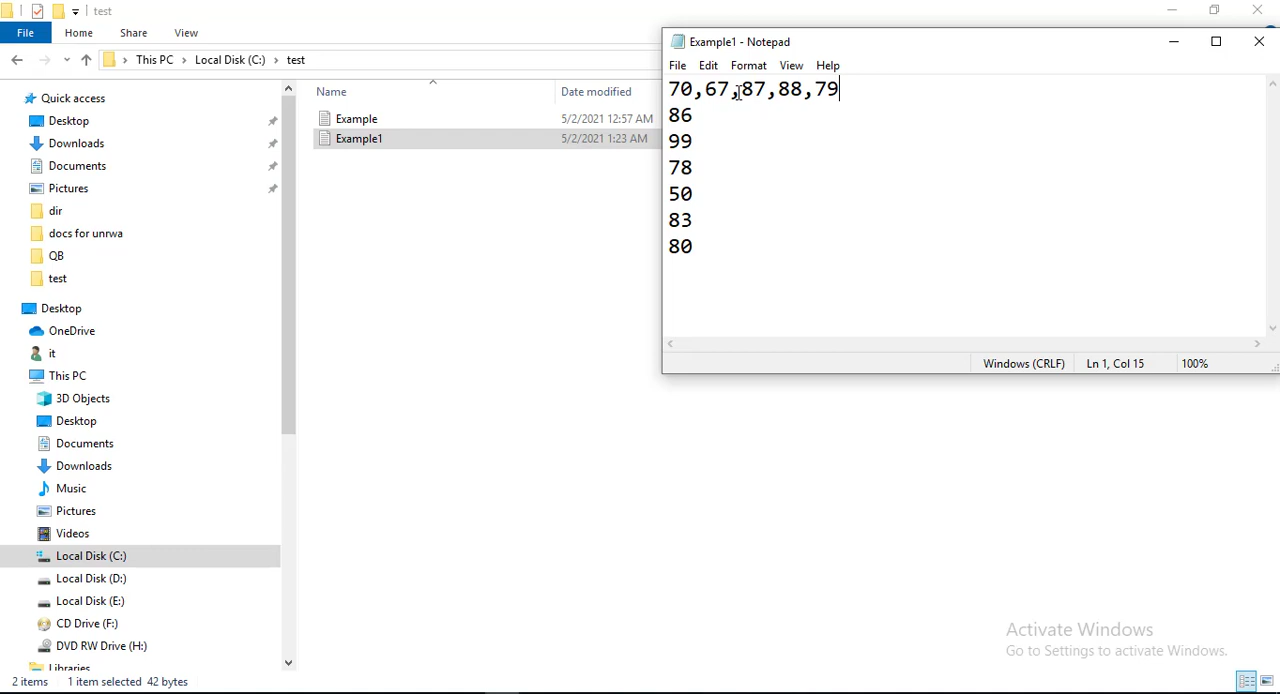 test
File Home Share View
This PC > Local Disk (C:) > test
Quick access
Desktop
Downloads
Documents
Pictures
dir
docs for unrwa
QB
test
Desktop
OneDrive
it
This PC
3D Objects
Desktop
Documents
Downloads
Music
Pictures
Videos
Local Disk (C:)
Local Disk (D:)
Local Disk (E:)
CD Drive (F:)
DVD RW Drive (H:)
Libraries
2 items 1 item selected 42 bytes
Name Date modified
Example 5/2/2021 12:57 AM
Example1 5/2/2021 1:23 AM
Example1 - Notepad
File Edit Format View Help
70,67,87,88,79
86
99
78
50
83
80
Windows (CRLF) Ln 1, Col 15 100%
Activate Windows
Go to Settings to activate Windows.